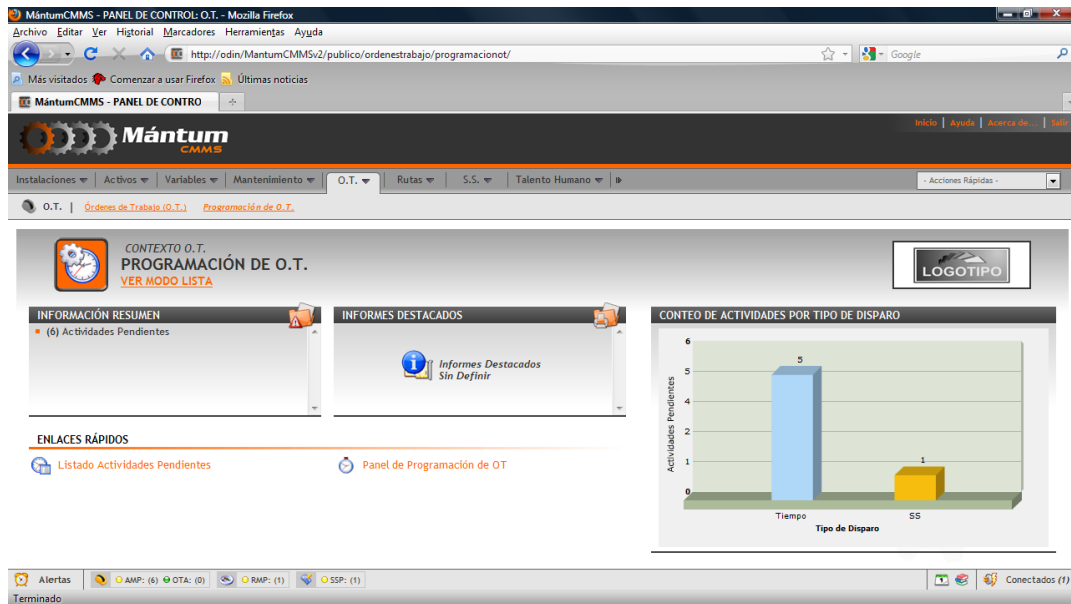 MántumCMMS - PANEL DE CONTROL: O.T. - Mozilla Firefox
Archivo Editar Ver Historial Marcadores Herramientas Ayuda
http://odin/MantumCMMSv2/publico/ordenestrabajo/programacionot/
Google
Más visitados Comenzar a usar Firefox Últimas noticias
MántumCMMS - PANEL DE CONTRO
Inicio | Ayuda | Acerca de... | Salir
Mántum
CMMS
Instalaciones | Activos | Variables | Mantenimiento | O.T. | Rutas | S.S. | Talento Humano
- Acciones Rápidas -
O.T. | Órdenes de Trabajo (O.T.) Programación de O.T.
CONTEXTO O.T.
PROGRAMACIÓN DE O.T.
VER MODO LISTA
LOGOTIPO
INFORMACIÓN RESUMEN
(6) Actividades Pendientes
INFORMES DESTACADOS
Informes Destacados
Sin Definir
ENLACES RÁPIDOS
Listado Actividades Pendientes
Panel de Programación de OT
CONTEO DE ACTIVIDADES POR TIPO DE DISPARO
Actividades Pendientes
6
5
4
2
1
0
5
1
Tiempo
SS
Tipo de Disparo
Alertas AMP: (6) OTA: (0) RMP: (1) SSP: (1)
Conectados (1)
Terminado